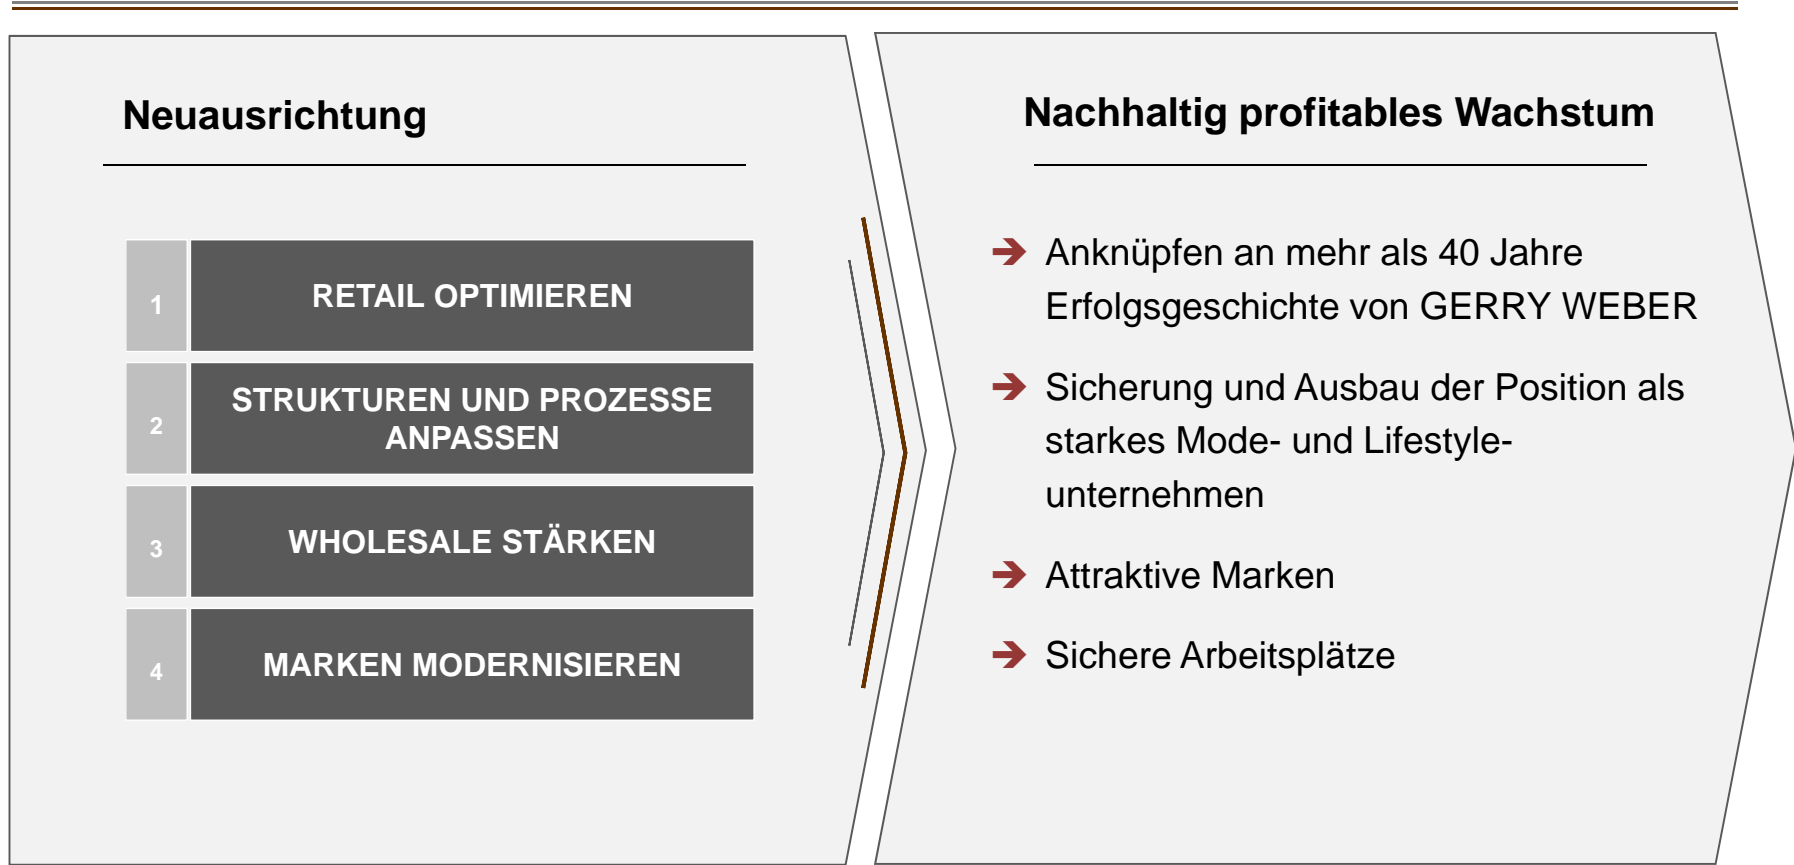 Neuausrichtung
1
RETAIL OPTIMIEREN
2
STRUKTUREN UND PROZESSE
ANPASSEN
3
WHOLESALE STÄRKEN
4
MARKEN MODERNISIEREN
Nachhaltig profitables Wachstum
➔ Anknüpfen an mehr als 40 Jahre
Erfolgsgeschichte von GERRY WEBER
➔ Sicherung und Ausbau der Position als
starkes Mode- und Lifestyle-
unternehmen
➔ Attraktive Marken
➔ Sichere Arbeitsplätze